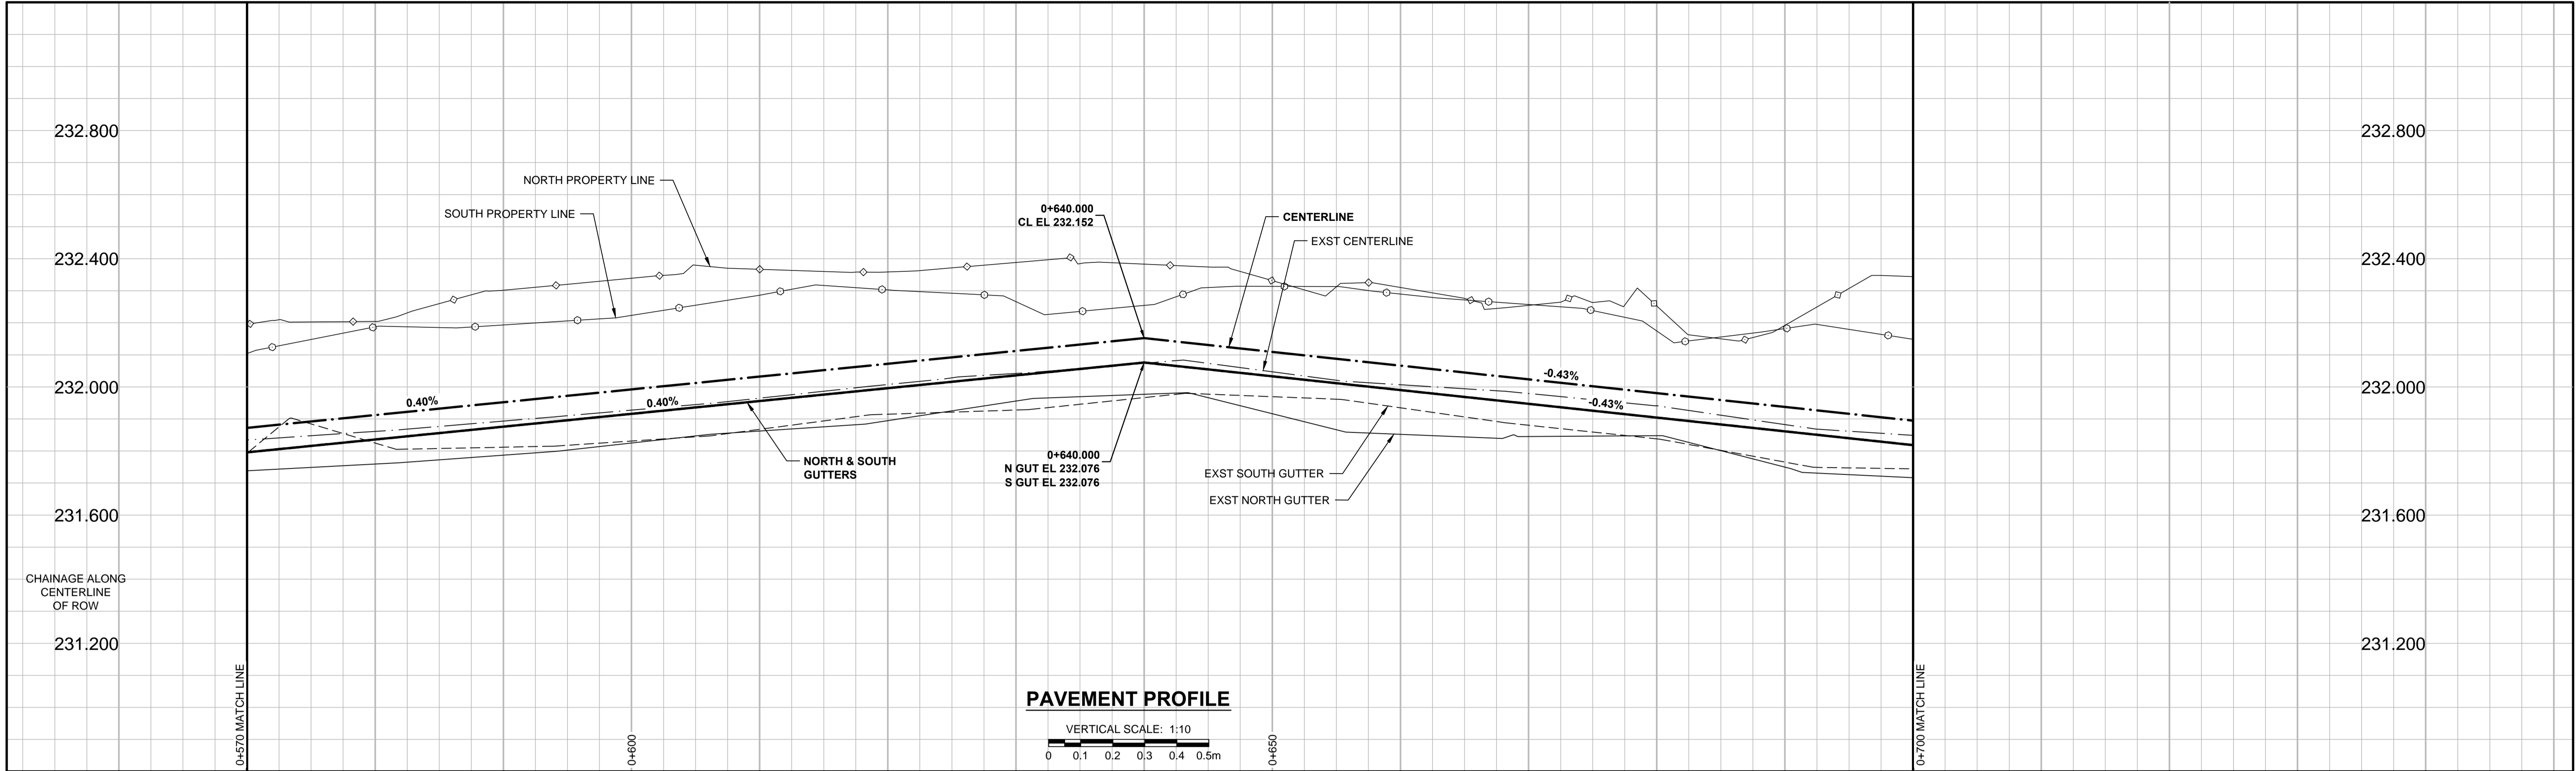 232.800
232.800
NORTH PROPERTY LINE
SOUTH PROPERTY LINE
0+640.000
CL EL 232.152
CENTERLINE
EXST CENTERLINE
232.400
232.400
232.000
232.000
0.40%
0.40%
-0.43%
-0.43%
NORTH & SOUTH
GUTTERS
0+640.000
N GUT EL 232.076
S GUT EL 232.076
EXST SOUTH GUTTER
EXST NORTH GUTTER
231.600
231.600
CHAINAGE ALONG
CENTERLINE
OF ROW
231.200
231.200
0+570 MATCH LINE
0+600
0+650
0+700 MATCH LINE
PAVEMENT PROFILE
VERTICAL SCALE: 1:10
0 0.1 0.2 0.3 0.4 0.5m